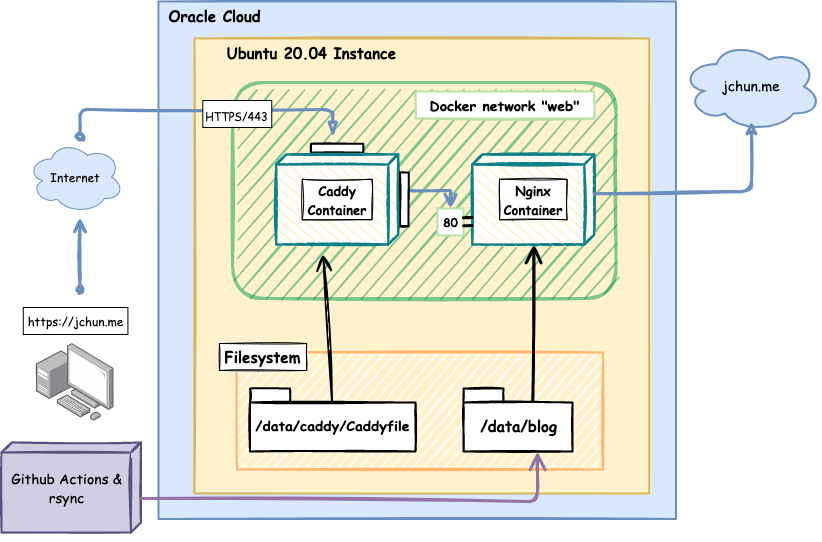 Oracle Cloud
Ubuntu 20.04 Instance
Docker network "web"
HTTPS/443
jchun.me
Internet
Caddy
Container
80
Nginx
Container
https://jchun.me
Filesystem
/data/caddy/Caddyfile
/data/blog
Github Actions &
rsync